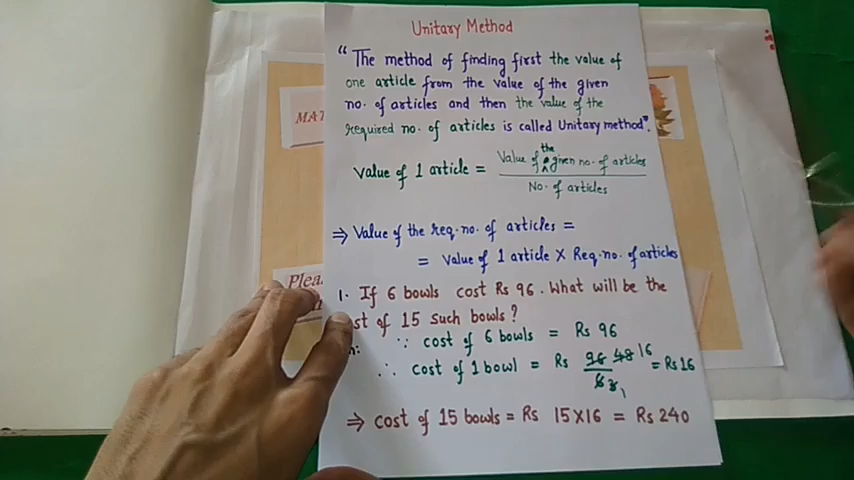 Unitary Method
"The method of finding first the value of
one article from the value of the given
no. of articles and then the value of the
required no. of articles is called Unitary method".
MAT
Value of 1 article = Value of the given no. of articles
No. of articles
⇒ Value of the req. no. of articles =
= Value of 1 article × Req. no. of articles
Plea
1. If 6 bowls cost Rs 96. What will be the
st of 15 such bowls?
∵ cost of 6 bowls = Rs 96
n:
∴ cost of 1 bowl = Rs 96 48 16 = Rs 16
6 3 1
⇒ cost of 15 bowls = Rs 15×16 = Rs 240